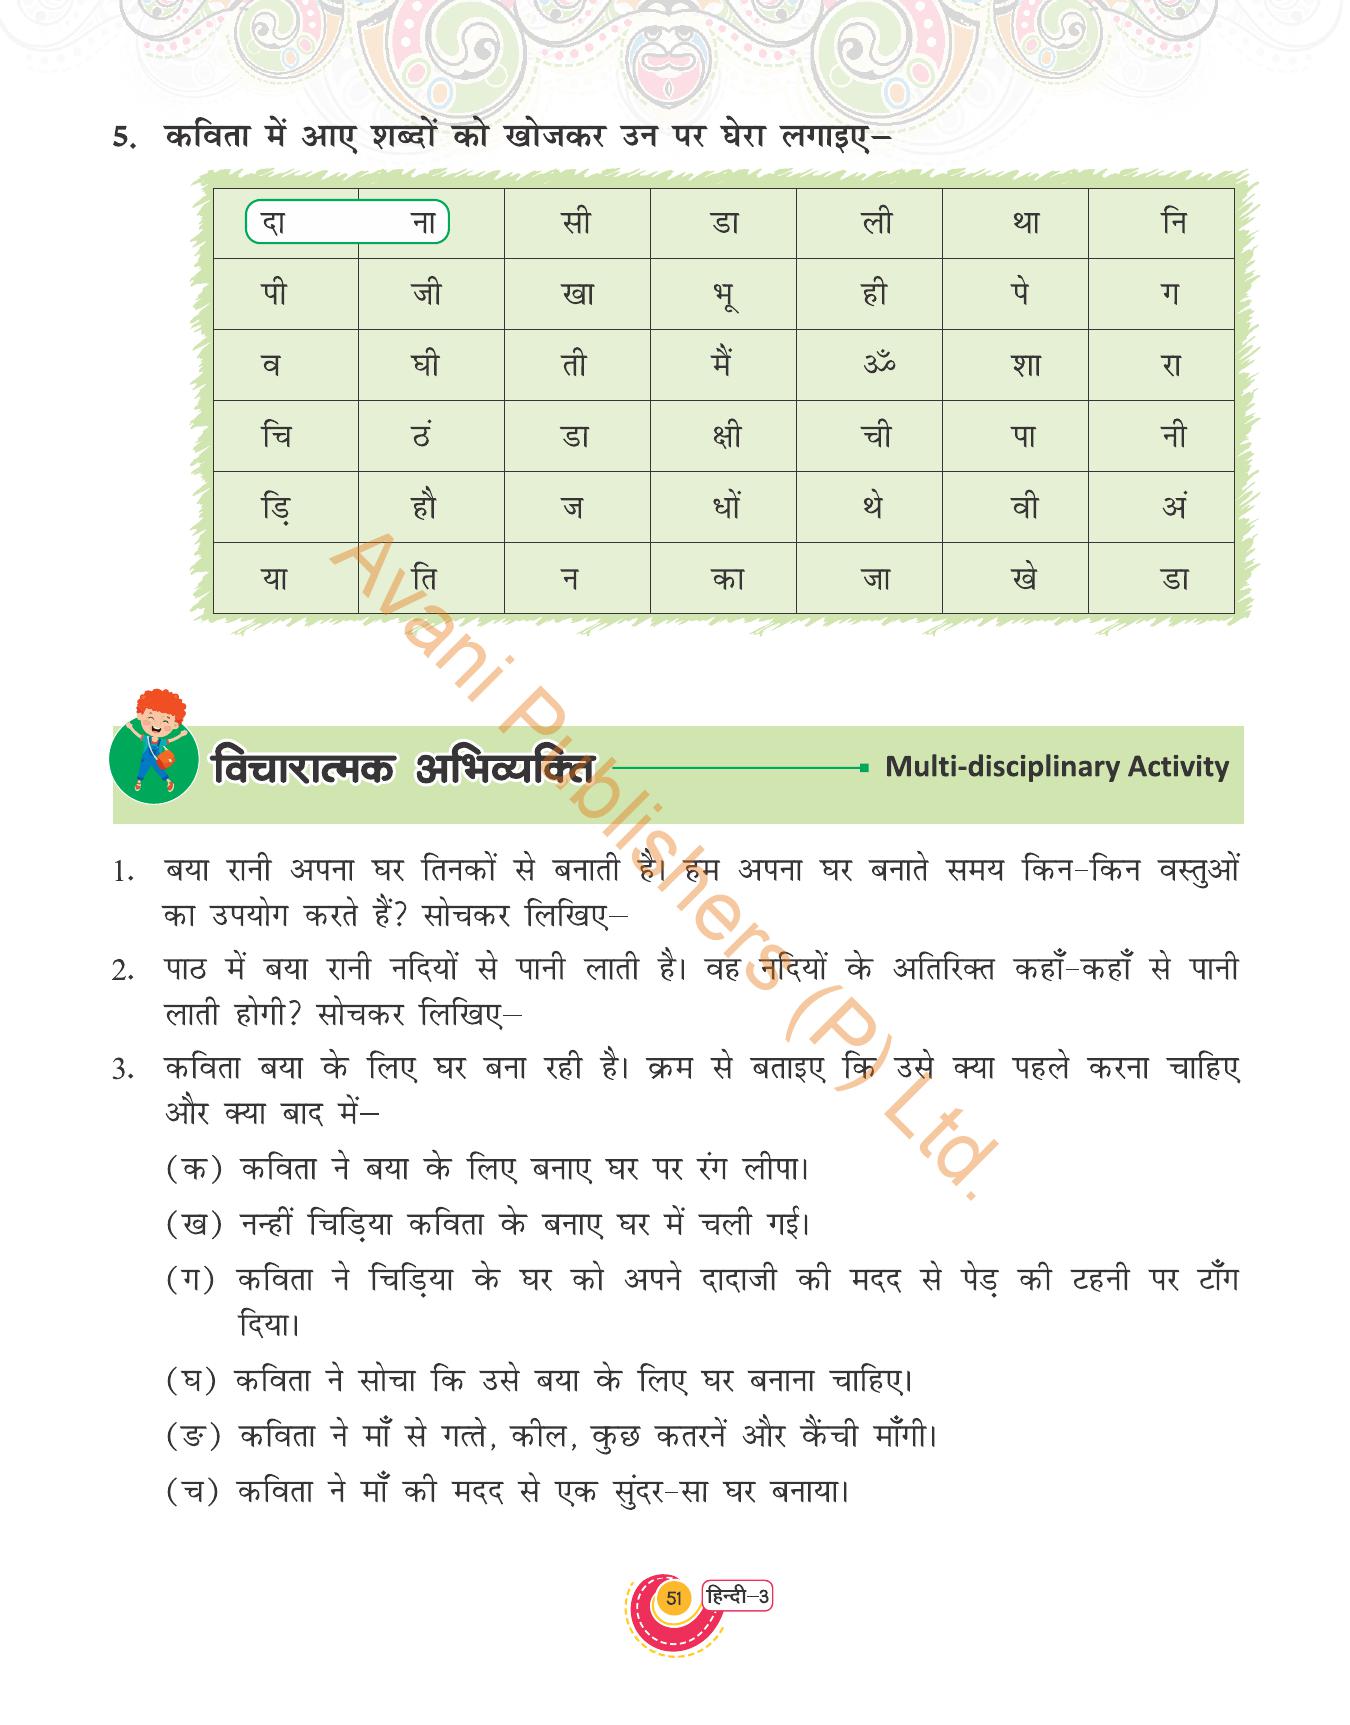 5. कविता में आए शब्दों को खोजकर उन पर घेरा लगाइए–
दा ना सी डा ली था नि
पी जी खा भू ही पे ग
व घी ती मैं ॐ शा रा
चि ठं डा क्षी ची पा नी
ड़ि हौ ज धों थे वी अं
या ति न का जा खे डा
विचारात्मक अभिव्यक्ति Multi-disciplinary Activity
1. बया रानी अपना घर तिनकों से बनाती है। हम अपना घर बनाते समय किन-किन वस्तुओं
का उपयोग करते हैं? सोचकर लिखिए–
2. पाठ में बया रानी नदियों से पानी लाती है। वह नदियों के अतिरिक्त कहाँ-कहाँ से पानी
लाती होगी? सोचकर लिखिए–
3. कविता बया के लिए घर बना रही है। क्रम से बताइए कि उसे क्या पहले करना चाहिए
और क्या बाद में–
(क) कविता ने बया के लिए बनाए घर पर रंग लीपा।
(ख) नन्हीं चिड़िया कविता के बनाए घर में चली गई।
(ग) कविता ने चिड़िया के घर को अपने दादाजी की मदद से पेड़ की टहनी पर टाँग
दिया।
(घ) कविता ने सोचा कि उसे बया के लिए घर बनाना चाहिए।
(ङ) कविता ने माँ से गत्ते, कील, कुछ कतरनें और कैंची माँगी।
(च) कविता ने माँ की मदद से एक सुंदर-सा घर बनाया।
Avani Publishers (P) Ltd.
51 हिन्दी–3